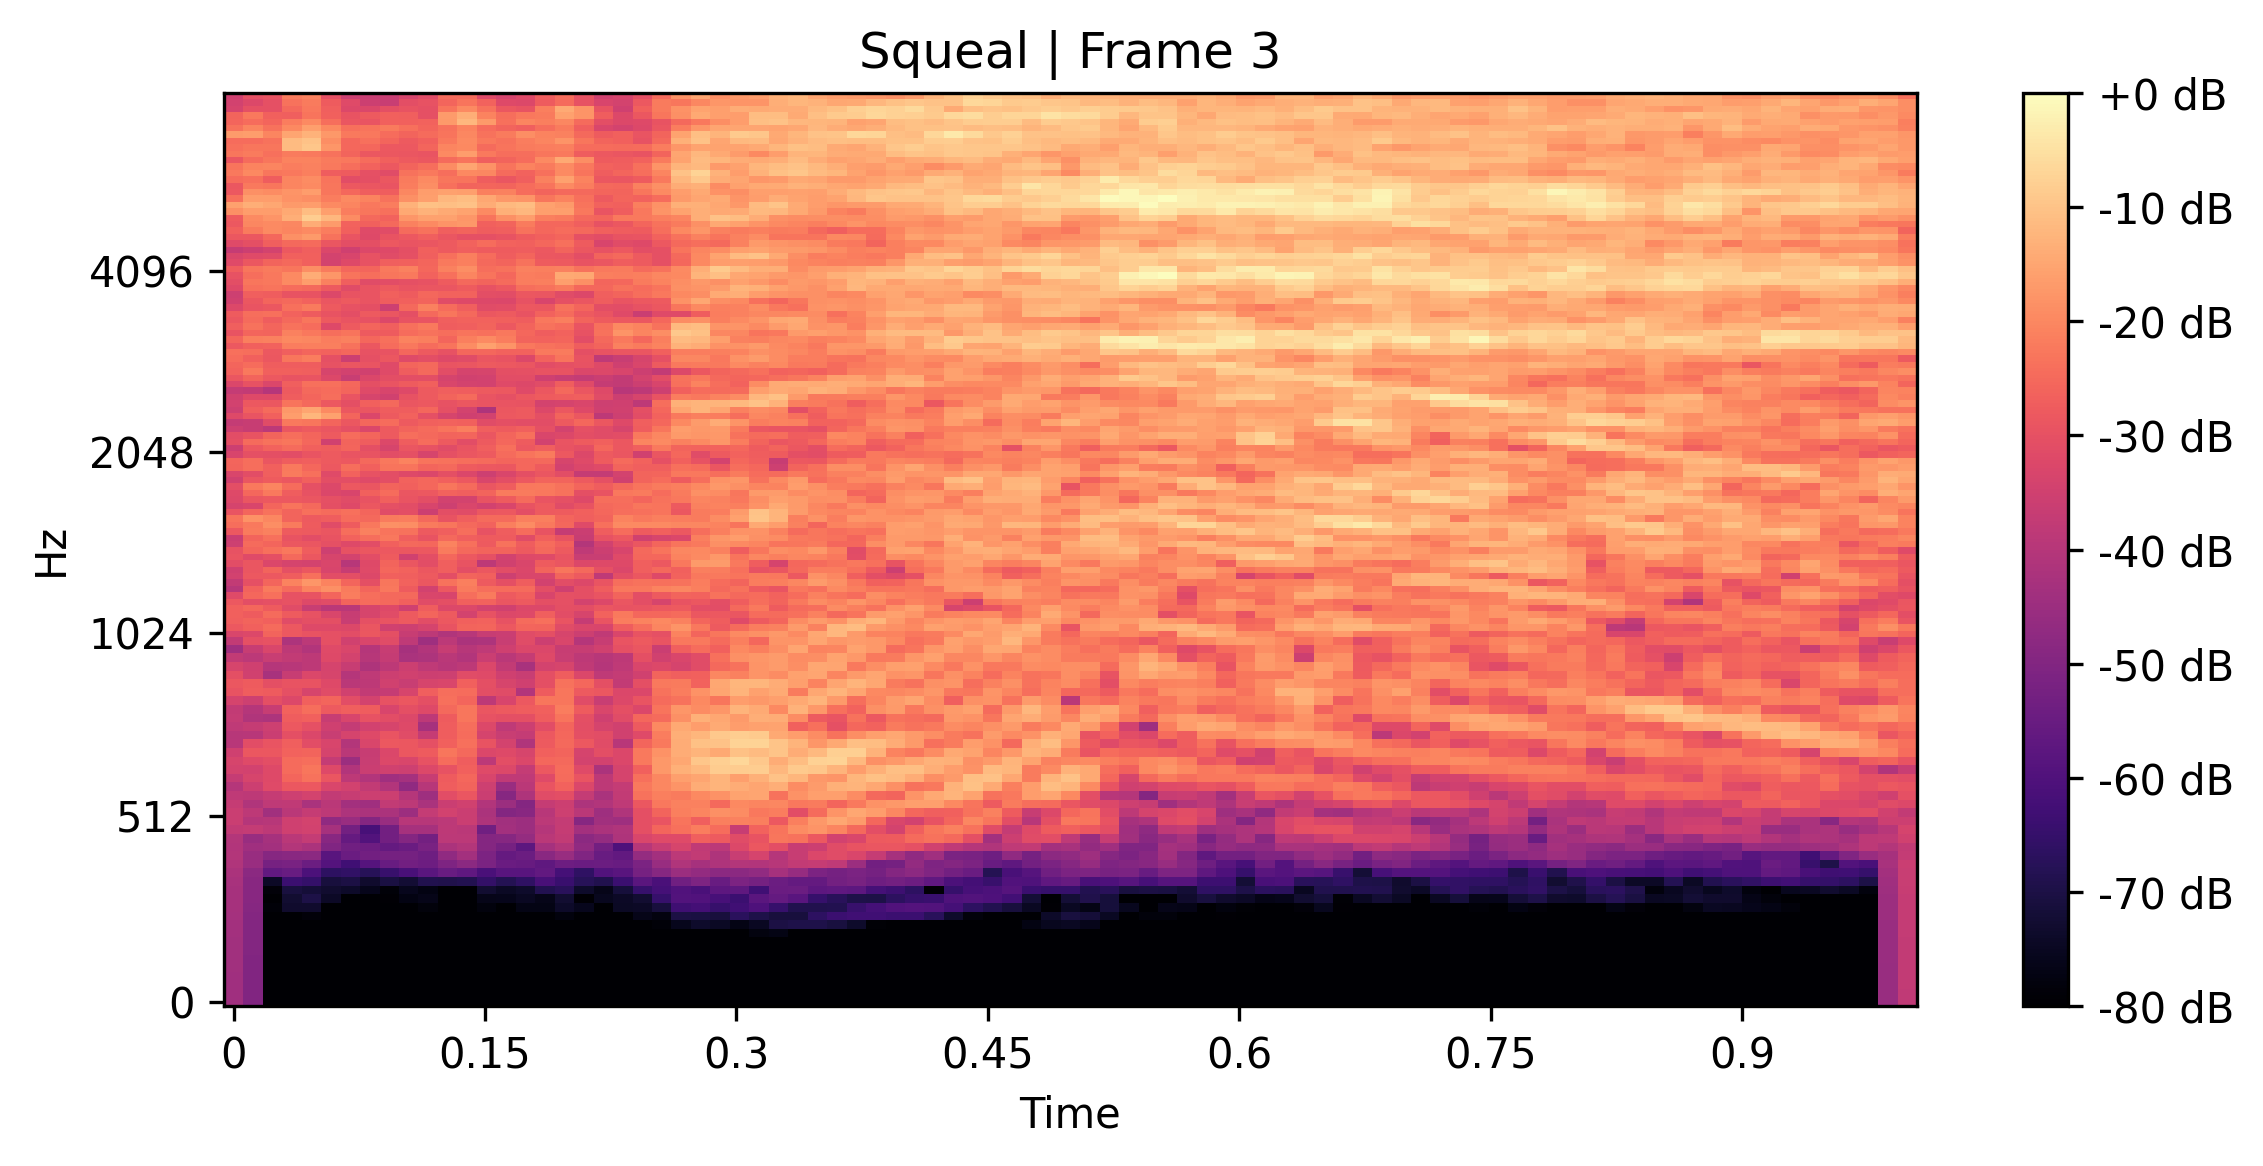 Squeal | Frame 3
+0 dB
-10 dB
-20 dB
-30 dB
-40 dB
-50 dB
-60 dB
-70 dB
-80 dB
Hz
4096
2048
1024
512
0
0 0.15 0.3 0.45 0.6 0.75 0.9
Time